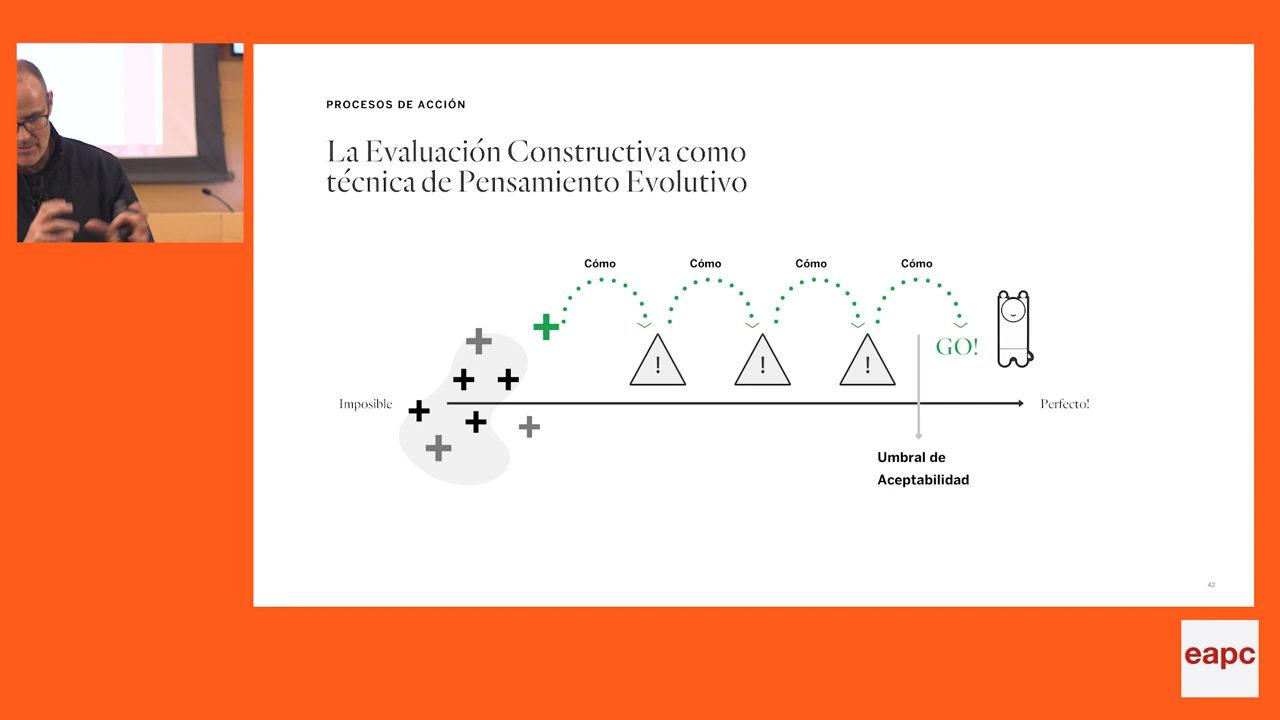 PROCESOS DE ACCIÓN
La Evaluación Constructiva como
técnica de Pensamiento Evolutivo
Cómo Cómo Cómo Cómo
! ! !
GO!
Imposible
Perfecto!
Umbral de
Aceptabilidad
42
eapc